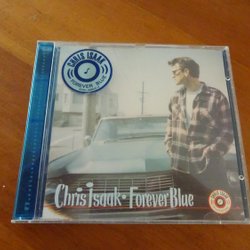 CHRIS ISAAK
FOREVER BLUE
Chris Isaak · Forever Blue